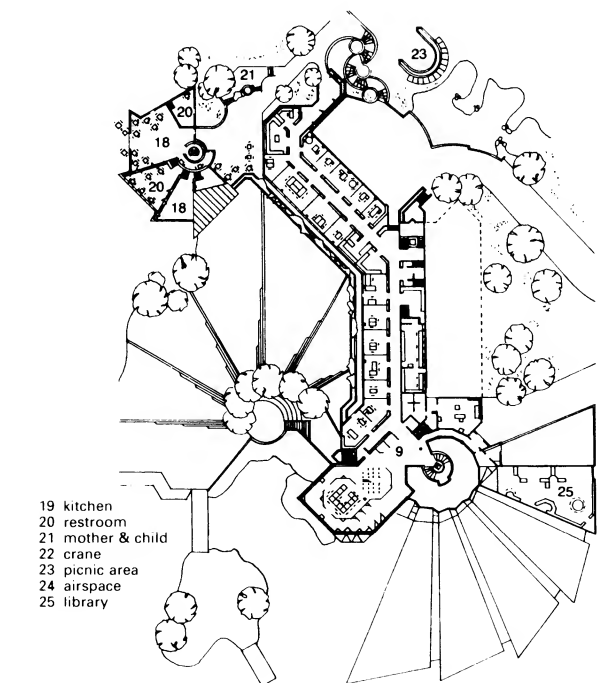 23
21
20
18
20
18
9
25
19 kitchen
20 restroom
21 mother & child
22 crane
23 picnic area
24 airspace
25 library